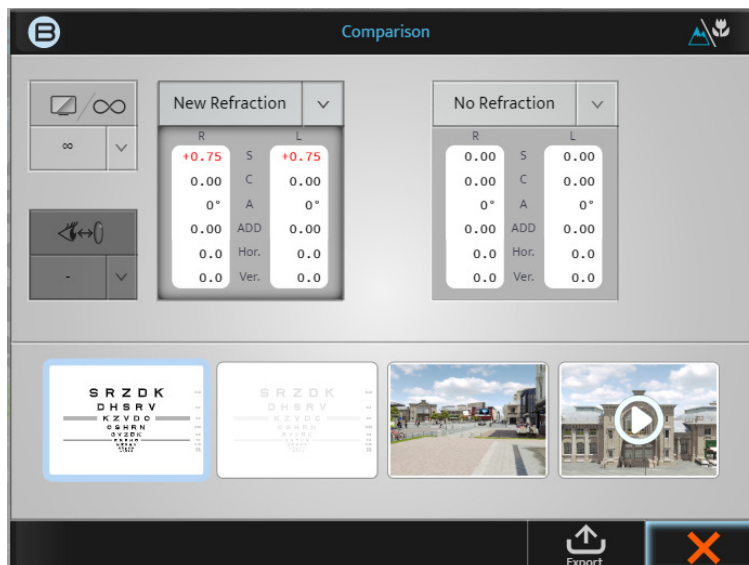 B
Comparison
∞
∞
-
New Refraction
R L
+0.75 S +0.75
0.00 C 0.00
0° A 0°
0.00 ADD 0.00
0.0 Hor. 0.0
0.0 Ver. 0.0
No Refraction
R L
0.00 S 0.00
0.00 C 0.00
0° A 0°
0.00 ADD 0.00
0.0 Hor. 0.0
0.0 Ver. 0.0
SRZDK
DHSRV
KZVDC
OSHRN
SRZDK
DHSRV
KZVDC
OSHRN
Export